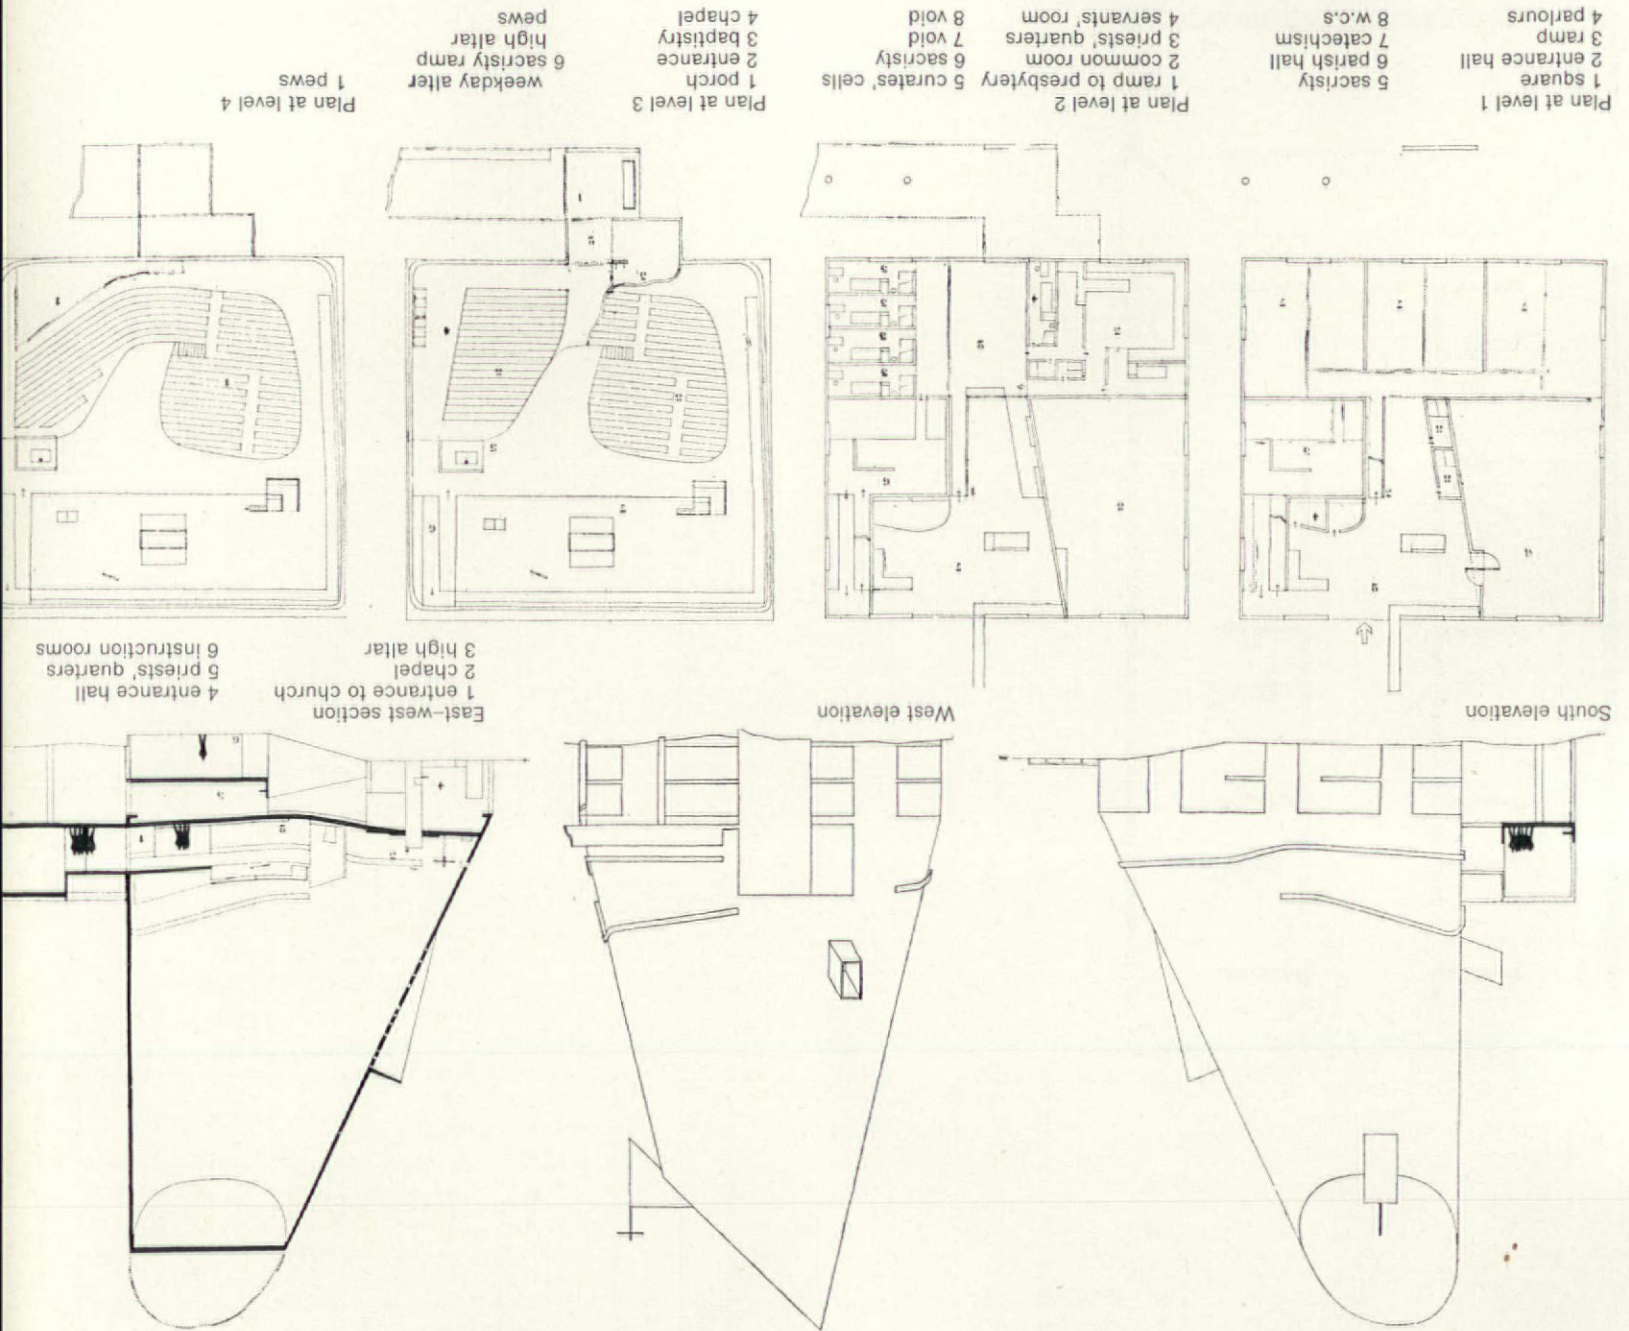 South elevation
West elevation
East–west section
1 entrance to church
2 chapel
3 high altar
4 entrance hall
5 priests' quarters
6 instruction rooms
Plan at level 1
1 square
2 entrance hall
3 ramp
4 parlours
5 sacristy
6 parish hall
7 catechism
8 w.c.s
Plan at level 2
1 ramp to presbytery
2 common room
3 priests' quarters
4 servants' room
5 curates' cells
6 sacristy
7 void
8 void
Plan at level 3
1 porch
2 entrance
3 baptistry
4 chapel
weekday alter
6 sacristy ramp
high altar
pews
Plan at level 4
1 pews